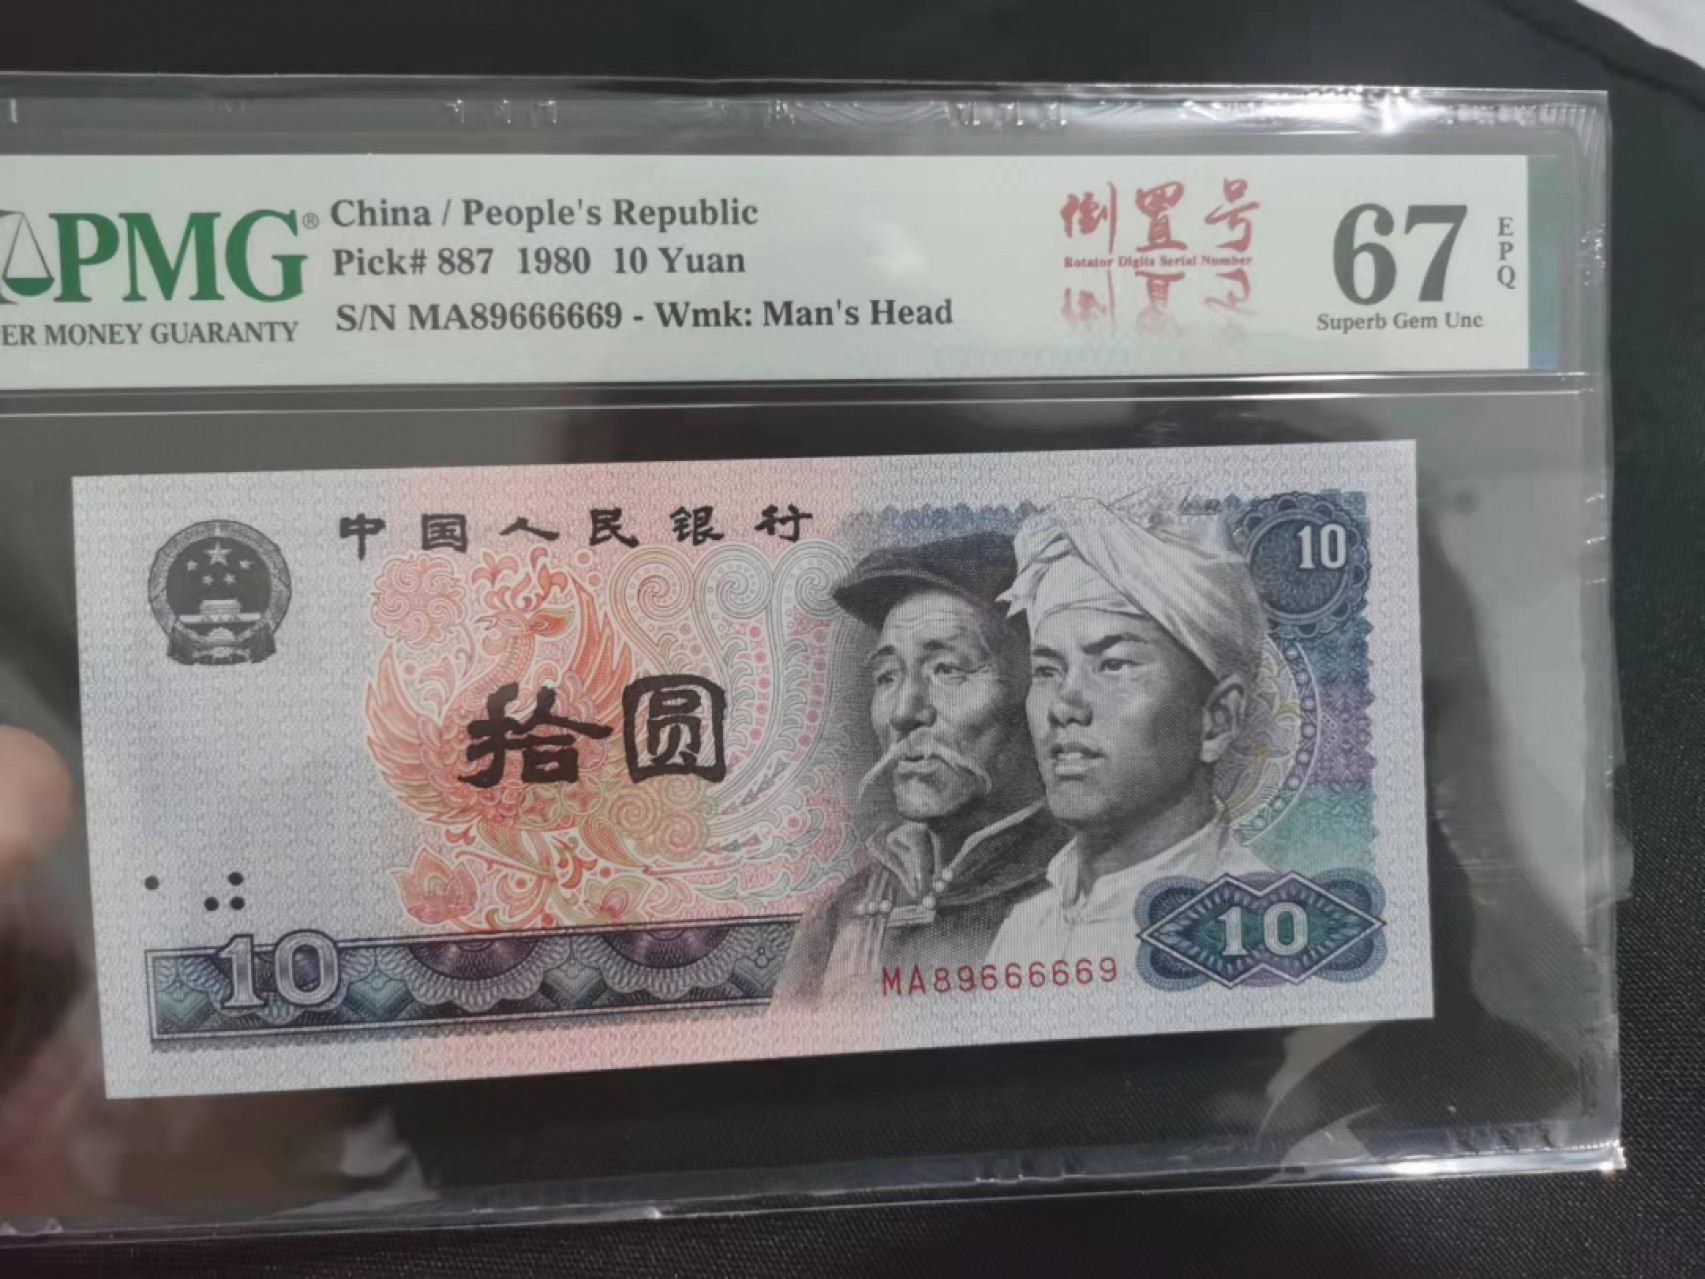 PMG®
ER MONEY GUARANTY
China / People's Republic
Pick# 887 1980 10 Yuan
S/N MA89666669 - Wmk: Man's Head
倒置号
Rotator Digits Serial Number
67
EPQ
Superb Gem Unc
中国人民银行
10
拾圆
10
MA89666669
10